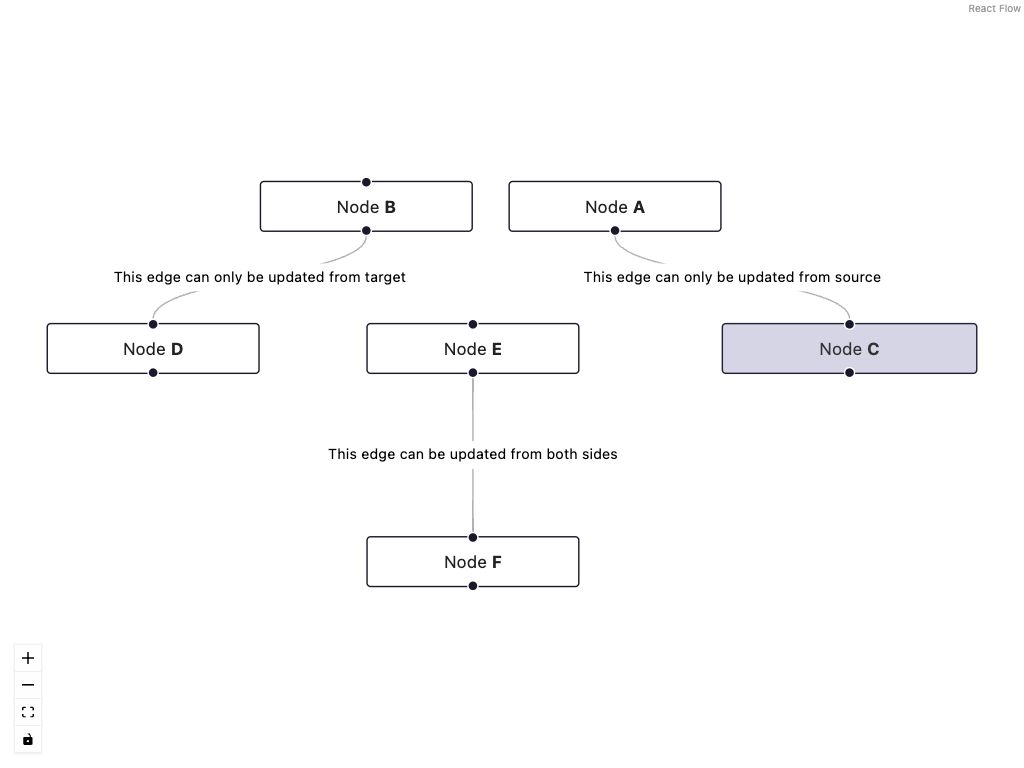 React Flow
Node B
Node A
This edge can only be updated from target
This edge can only be updated from source
Node D
Node E
Node C
This edge can be updated from both sides
Node F